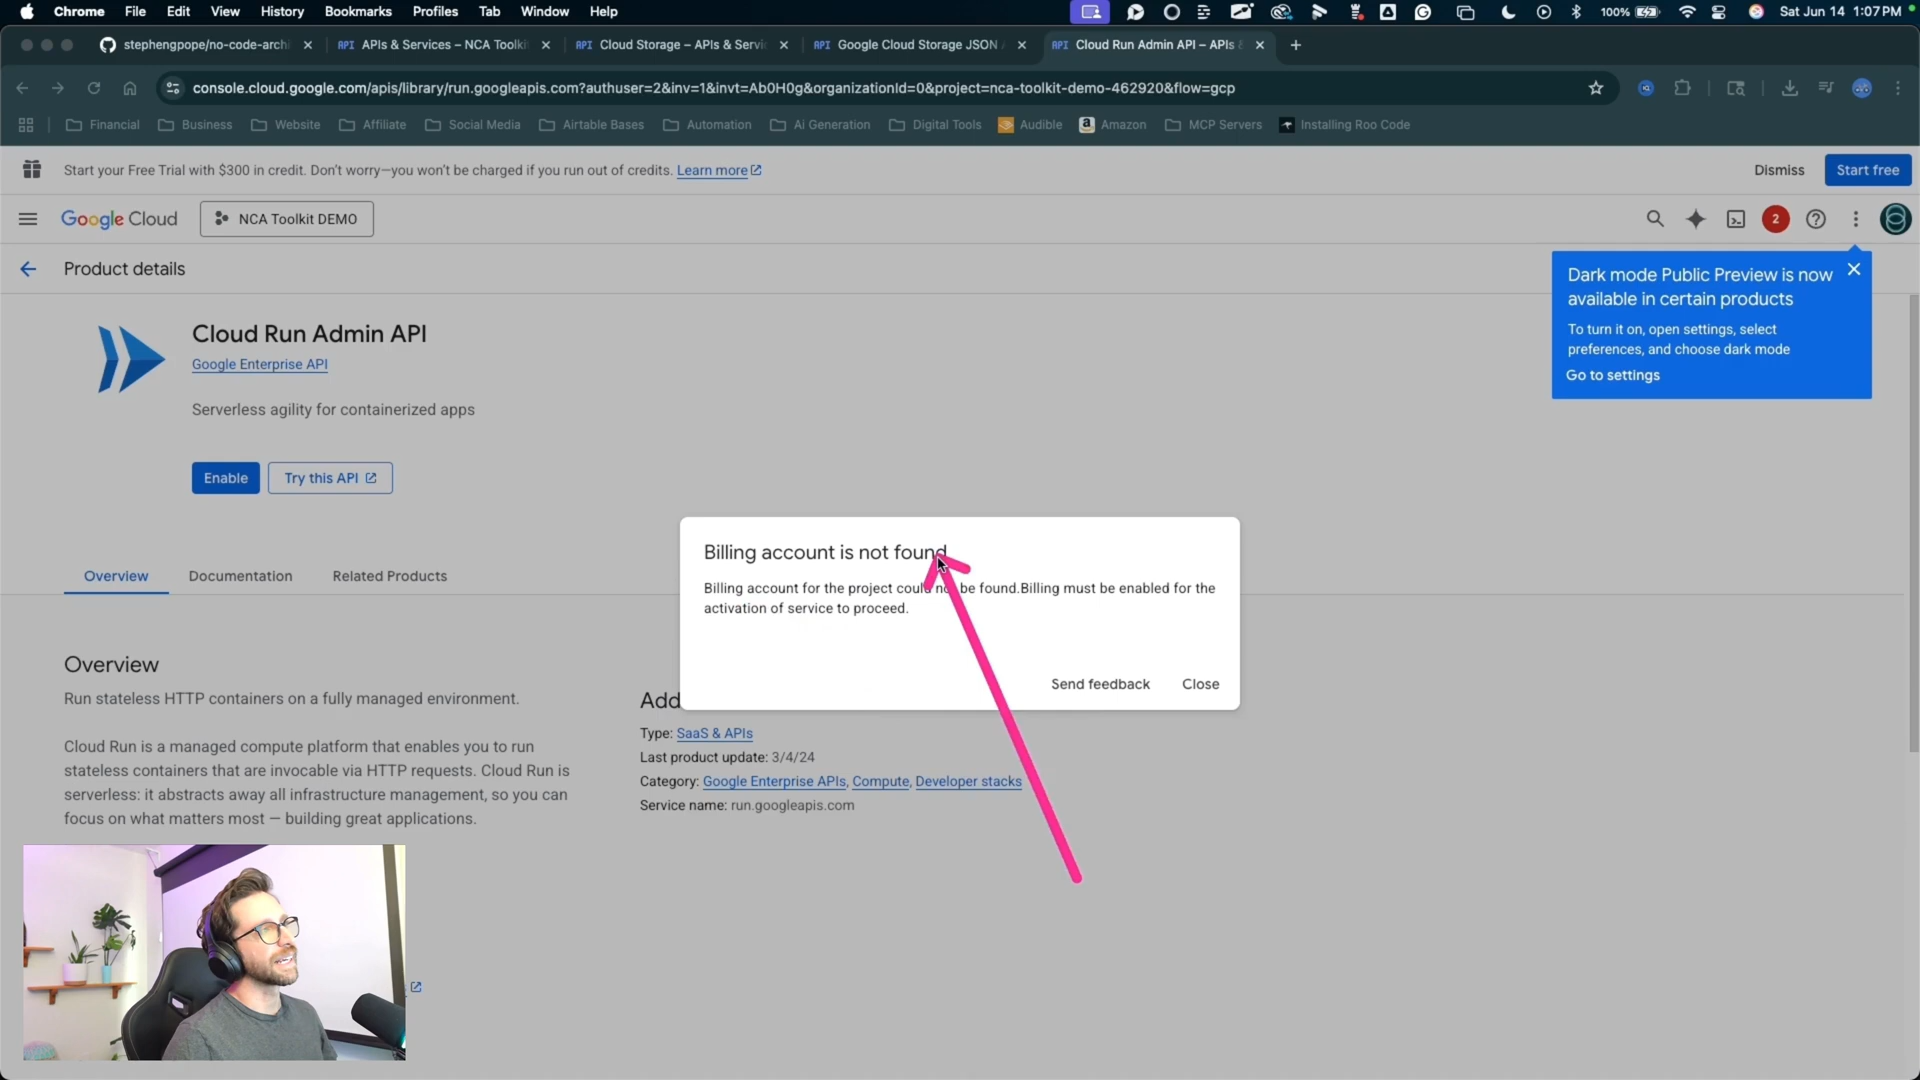 Chrome File Edit View History Bookmarks Profiles Tab Window Help 100% Sat Jun 14 1:07 PM
stephengpope/no-code-archi API APIs & Services – NCA Toolki API Cloud Storage – APIs & Servic API Google Cloud Storage JSON API Cloud Run Admin API – APIs &
console.cloud.google.com/apis/library/run.googleapis.com?authuser=2&inv=1&invt=Ab0H0g&organizationId=0&project=nca-toolkit-demo-462920&flow=gcp
Financial Business Website Affiliate Social Media Airtable Bases Automation Ai Generation Digital Tools Audible Amazon MCP Servers Installing Roo Code
Start your Free Trial with $300 in credit. Don't worry—you won't be charged if you run out of credits. Learn more Dismiss Start free
Google Cloud NCA Toolkit DEMO 2
Product details
Dark mode Public Preview is now
available in certain products
To turn it on, open settings, select
preferences, and choose dark mode
Go to settings
Cloud Run Admin API
Google Enterprise API
Serverless agility for containerized apps
Enable Try this API
Overview Documentation Related Products
Billing account is not found
Billing account for the project could not be found.Billing must be enabled for the
activation of service to proceed.
Send feedback Close
Overview
Run stateless HTTP containers on a fully managed environment.
Cloud Run is a managed compute platform that enables you to run
stateless containers that are invocable via HTTP requests. Cloud Run is
serverless: it abstracts away all infrastructure management, so you can
focus on what matters most — building great applications.
Add
Type: SaaS & APIs
Last product update: 3/4/24
Category: Google Enterprise APIs, Compute, Developer stacks
Service name: run.googleapis.com